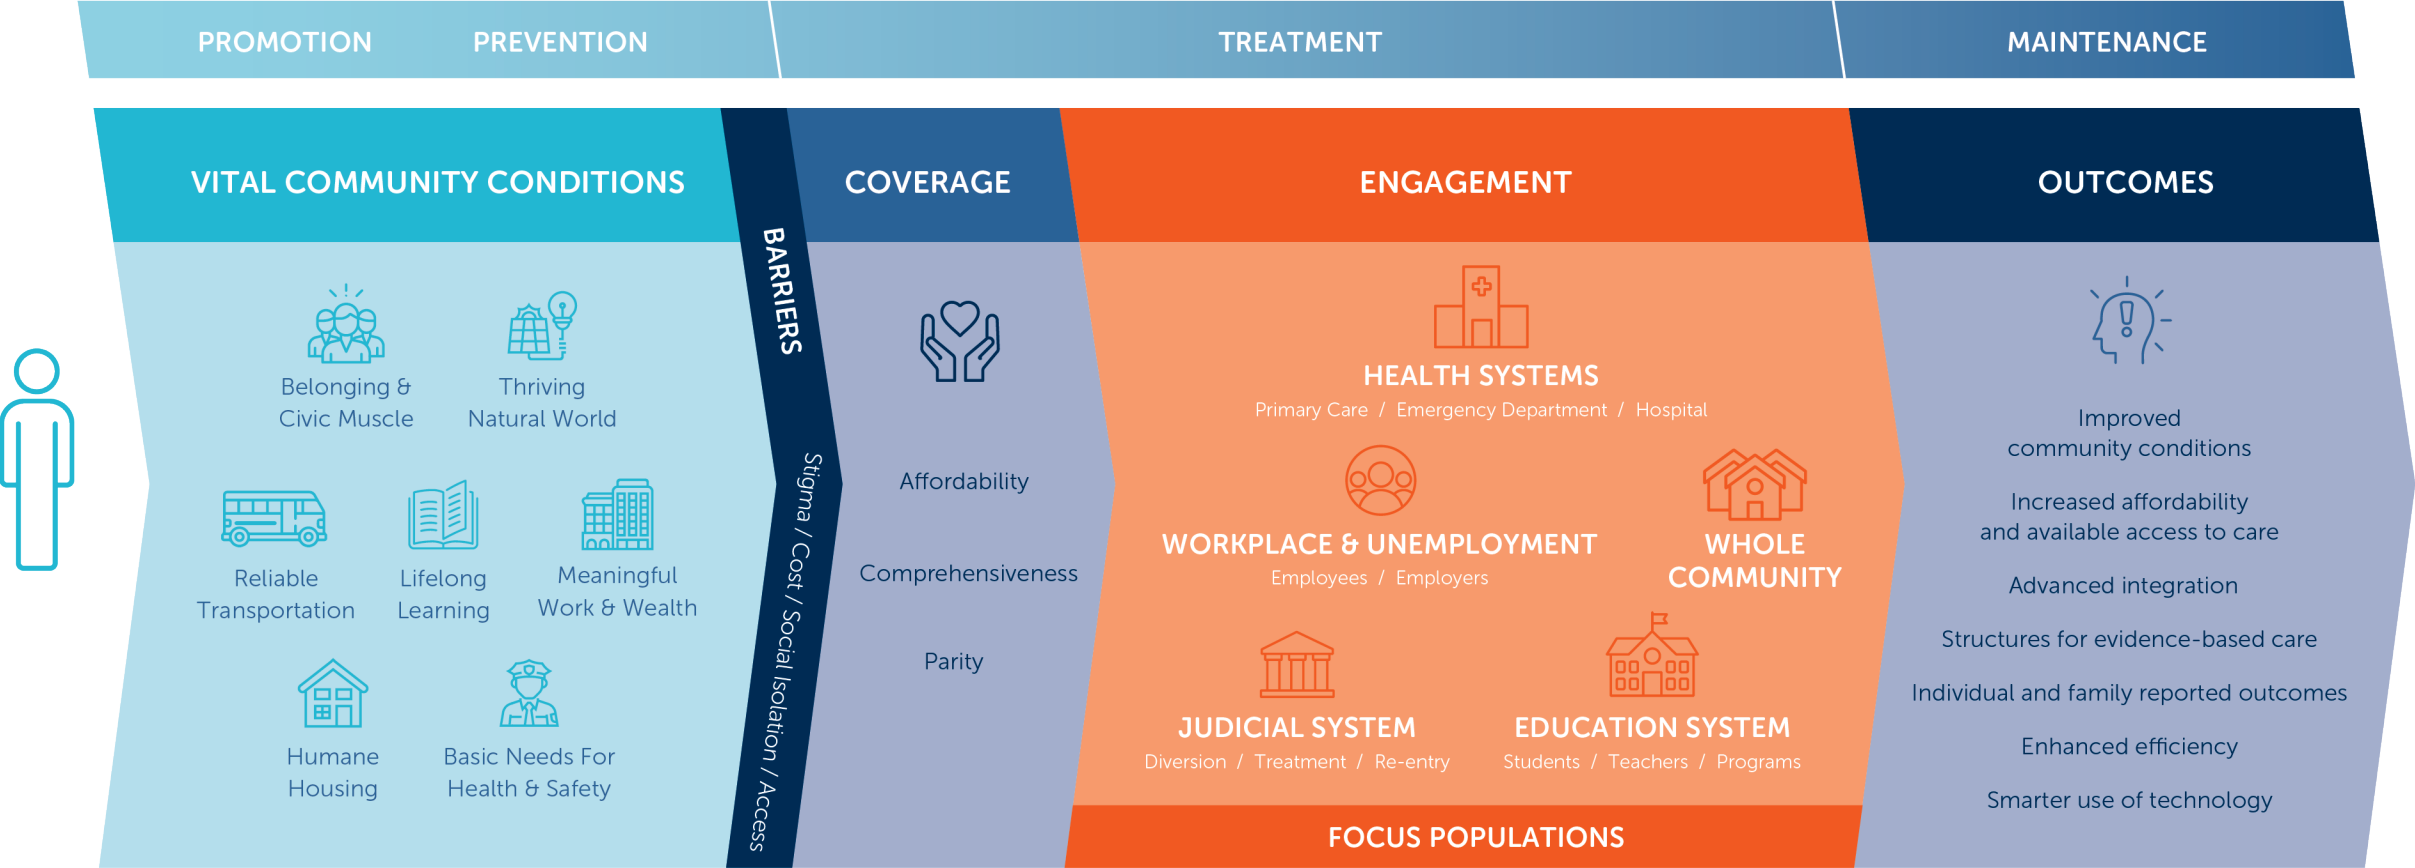 PROMOTION
PREVENTION
TREATMENT
MAINTENANCE
VITAL COMMUNITY CONDITIONS
Belonging &
Civic Muscle
Thriving
Natural World
Reliable
Transportation
Lifelong
Learning
Meaningful
Work & Wealth
Humane
Housing
Basic Needs For
Health & Safety
BARRIERS
Stigma / Cost / Social Isolation / Access
COVERAGE
Affordability
Comprehensiveness
Parity
ENGAGEMENT
HEALTH SYSTEMS
Primary Care / Emergency Department / Hospital
WORKPLACE & UNEMPLOYMENT
Employees / Employers
WHOLE
COMMUNITY
JUDICIAL SYSTEM
Diversion / Treatment / Re-entry
EDUCATION SYSTEM
Students / Teachers / Programs
FOCUS POPULATIONS
OUTCOMES
Improved
community conditions
Increased affordability
and available access to care
Advanced integration
Structures for evidence-based care
Individual and family reported outcomes
Enhanced efficiency
Smarter use of technology